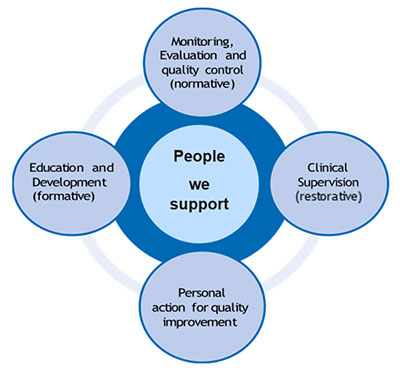 Monitoring,
Evaluation and
quality control
(normative)
Education and
Development
(formative)
People
we
support
Clinical
Supervision
(restorative)
Personal
action for quality
improvement